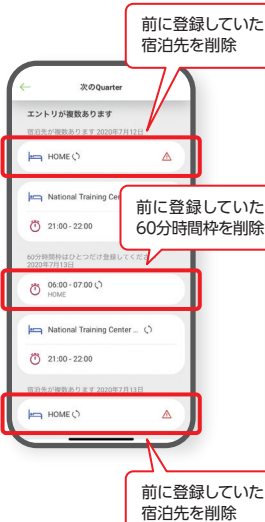 前に登録していた
宿泊先を削除
次のQuarter
エントリが複数あります
宿泊先が複数あります 2020年7月12日
HOME
National Training Ce
21:00 - 22:00
前に登録していた
60分時間枠を削除
60分時間枠はひとつだけ登録してくだ
2020年7月13日
06:00 - 07:00
HOME
National Training Center ...
21:00 - 22:00
宿泊先が複数あります 2020年7月13日
HOME
前に登録していた
宿泊先を削除